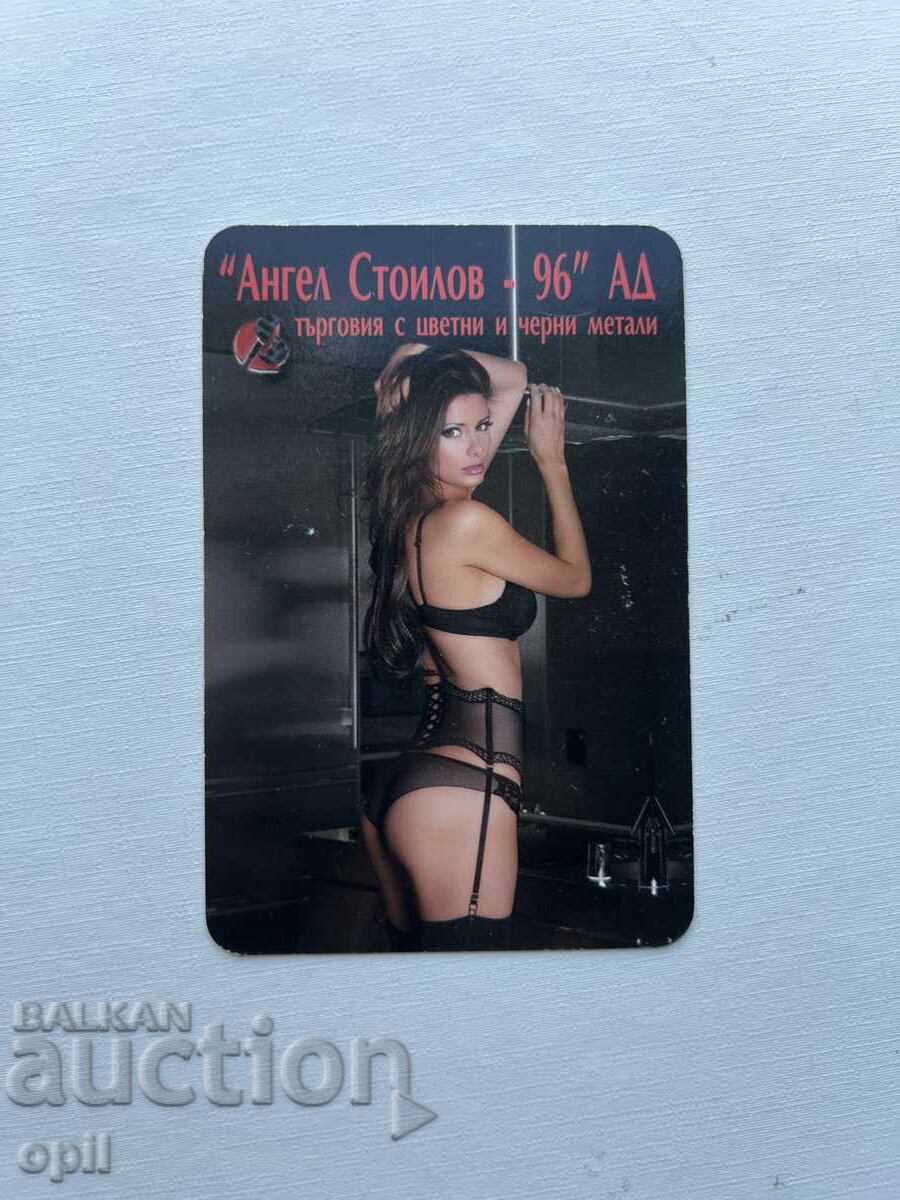 "Ангел Стоилов - 96" АД
търговия с цветни и черни метали
BALKAN
auction
opil